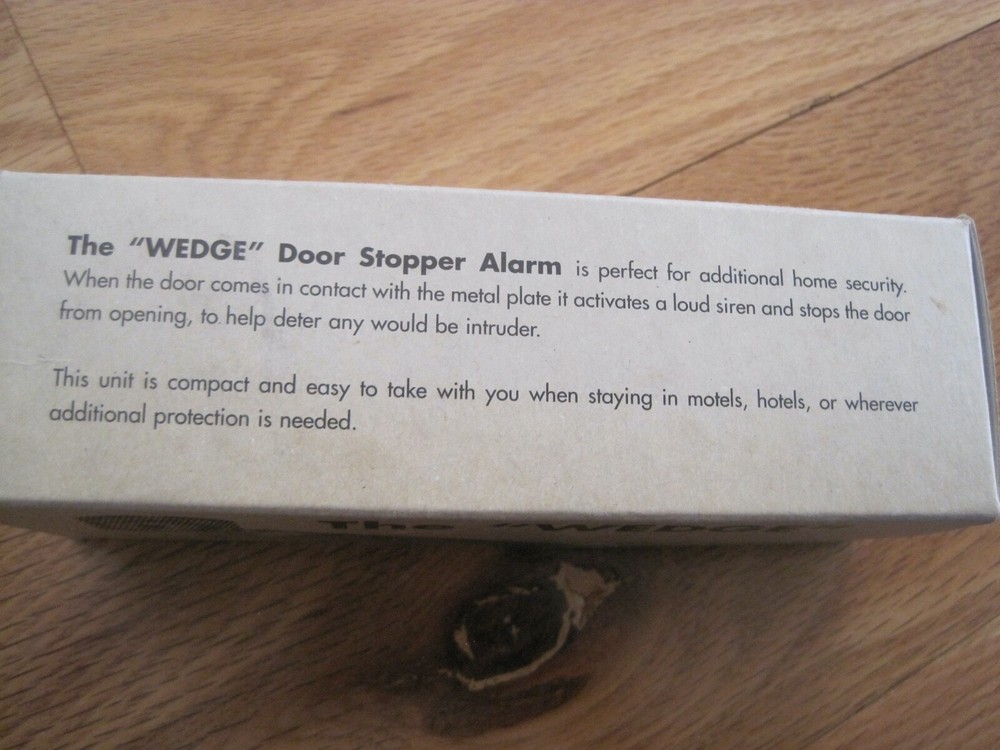 The “WEDGE” Door Stopper Alarm is perfect for additional home security.
When the door comes in contact with the metal plate it activates a loud siren and stops the door
from opening, to help deter any would be intruder.
This unit is compact and easy to take with you when staying in motels, hotels, or wherever
additional protection is needed.
The “WEDGE”